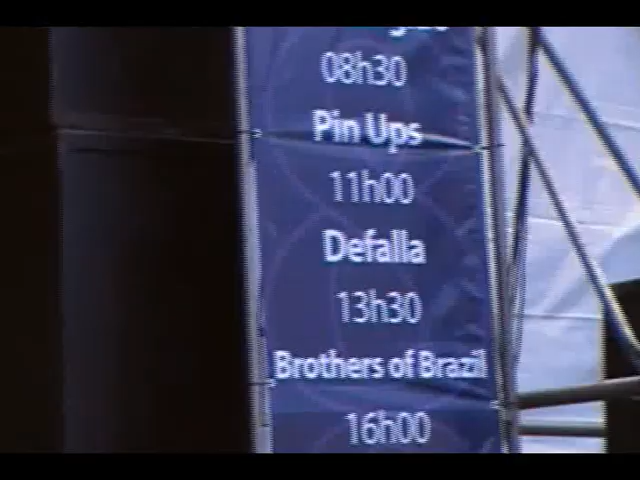 08h30
Pin Ups
11h00
Defalla
13h30
Brothers of Brazil
16h00